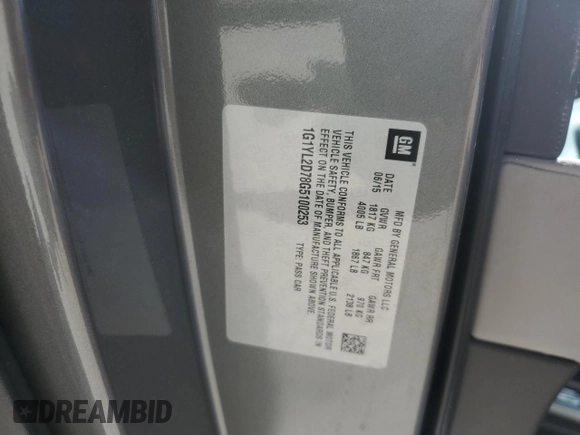 GM
MFD BY GENERAL MOTORS LLC
DATE GVWR GAWR FRT GAWR RR
06/15 1817 KG 847 KG 970 KG
4005 LB 1867 LB 2138 LB
THIS VEHICLE CONFORMS TO ALL APPLICABLE U.S. FEDERAL MOTOR
VEHICLE SAFETY, BUMPER, AND THEFT PREVENTION STANDARDS IN
EFFECT ON THE DATE OF MANUFACTURE SHOWN ABOVE.
1G1YL2D78G5100253 TYPE: PASS CAR
DREAMBID